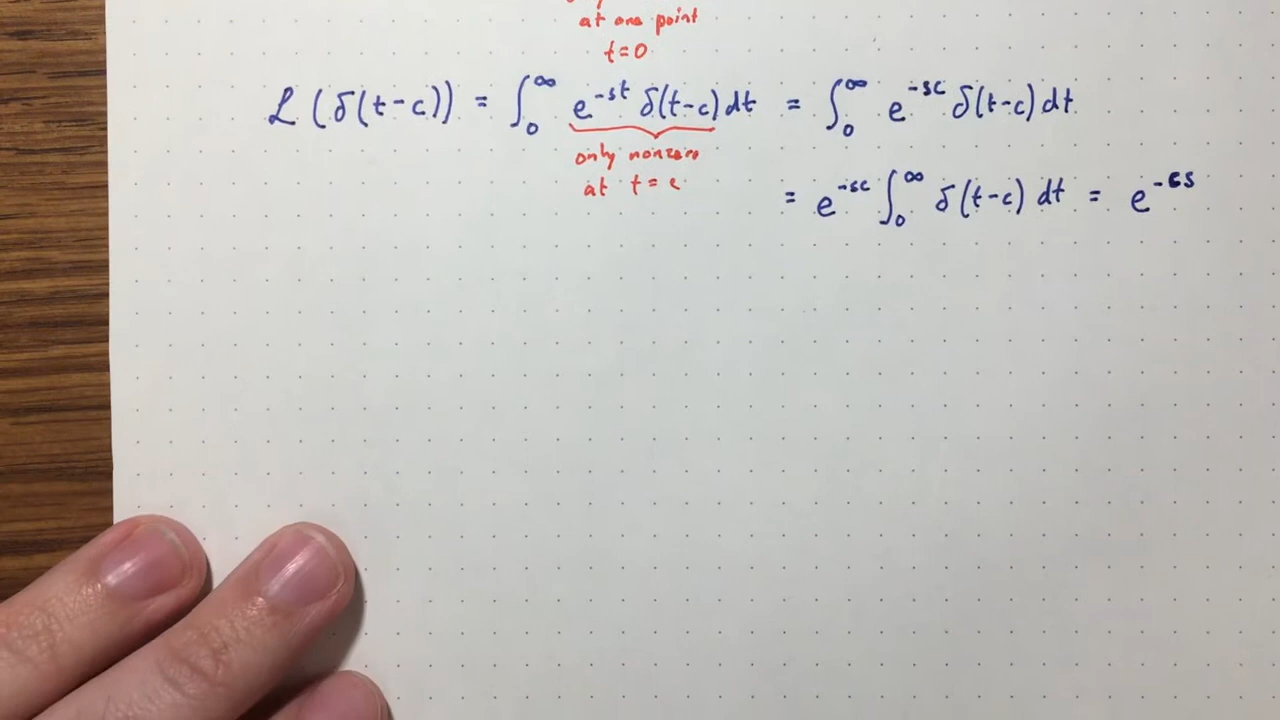 at one point
t=0
ℒ(δ(t-c)) = ∫₀^∞ e^{-st} δ(t-c) dt = ∫₀^∞ e^{-sc} δ(t-c) dt
only nonzero
at t = c
= e^{-sc} ∫₀^∞ δ(t-c) dt = e^{-cs}